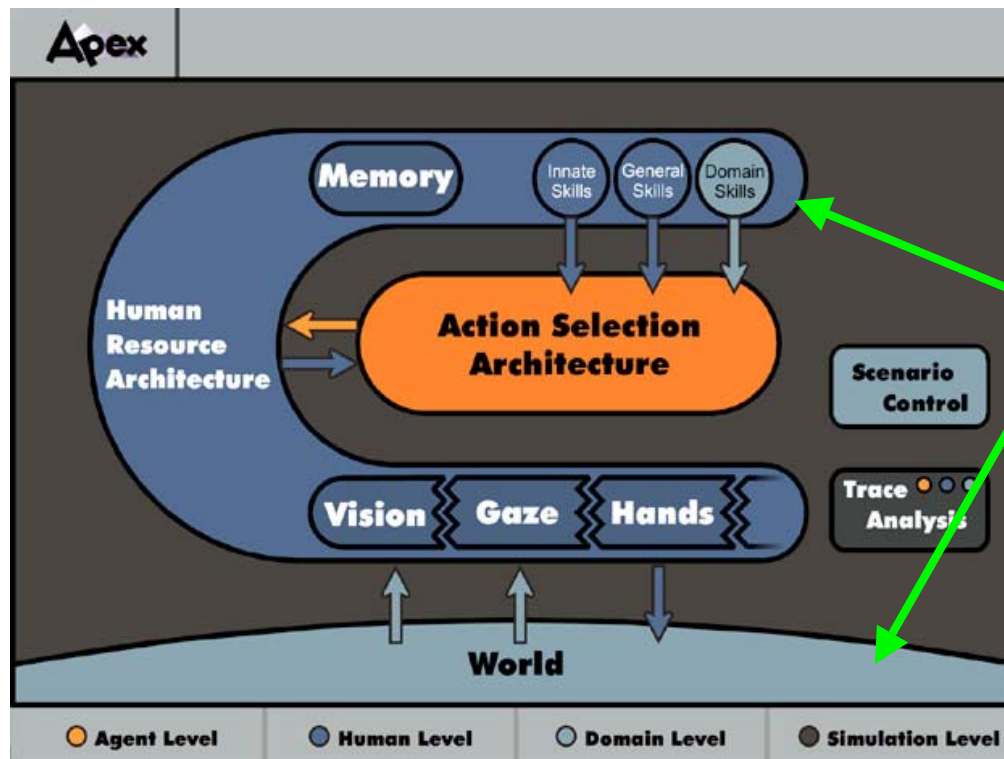 Apex
Memory
Innate
Skills
General
Skills
Domain
Skills
Human
Resource
Architecture
Action Selection
Architecture
Scenario
Control
Trace
Analysis
Vision
Gaze
Hands
World
Agent Level
Human Level
Domain Level
Simulation Level